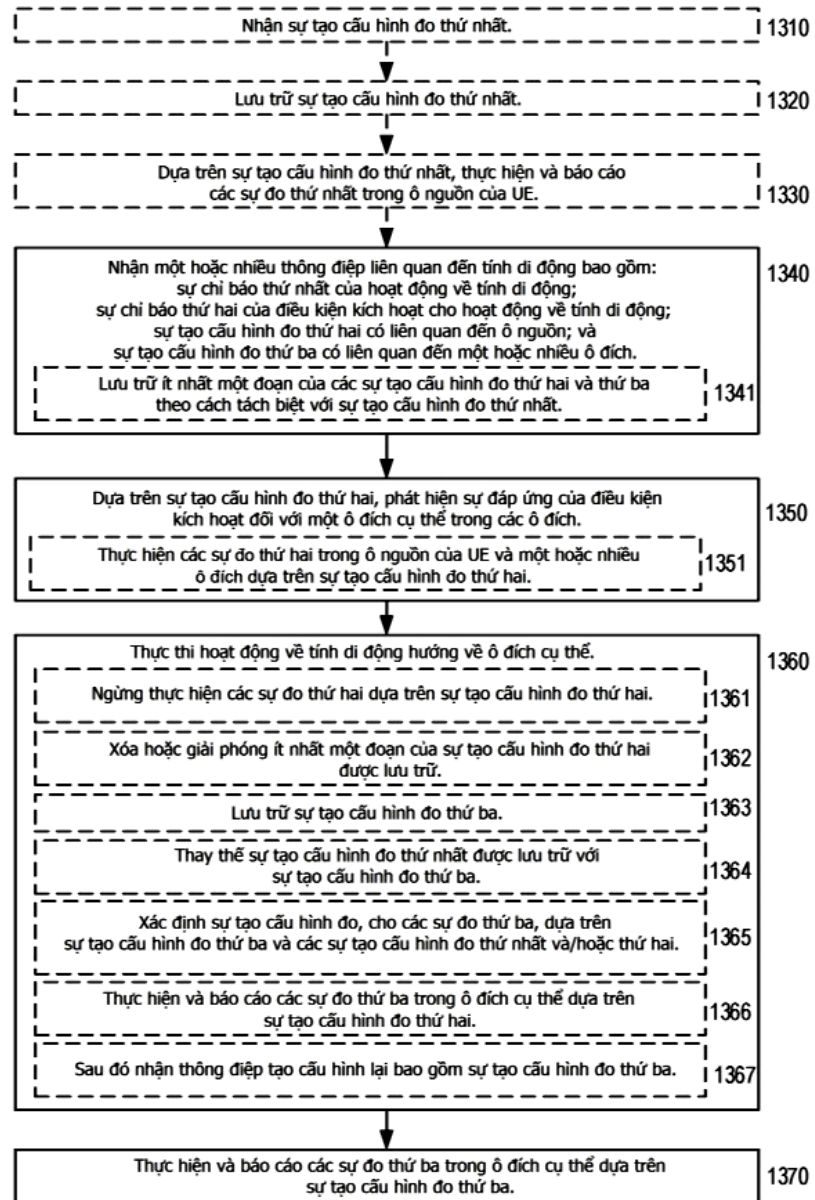 Nhận sự tạo cấu hình đo thứ nhất.
1310
Lưu trữ sự tạo cấu hình đo thứ nhất.
1320
Dựa trên sự tạo cấu hình đo thứ nhất, thực hiện và báo cáo
các sự đo thứ nhất trong ô nguồn của UE.
1330
Nhận một hoặc nhiều thông điệp liên quan đến tính di động bao gồm:
1340
sự chỉ báo thứ nhất của hoạt động về tính di động;
sự chỉ báo thứ hai của điều kiện kích hoạt cho hoạt động về tính di động;
sự tạo cấu hình đo thứ hai có liên quan đến ô nguồn; và
sự tạo cấu hình đo thứ ba có liên quan đến một hoặc nhiều ô đích.
Lưu trữ ít nhất một đoạn của các sự tạo cấu hình đo thứ hai và thứ ba
theo cách tách biệt với sự tạo cấu hình đo thứ nhất.
1341
Dựa trên sự tạo cấu hình đo thứ hai, phát hiện sự đáp ứng của điều kiện
kích hoạt đối với một ô đích cụ thể trong các ô đích.
1350
Thực hiện các sự đo thứ hai trong ô nguồn của UE và một hoặc nhiều
ô đích dựa trên sự tạo cấu hình đo thứ hai.
1351
Thực thi hoạt động về tính di động hướng về ô đích cụ thể.
1360
Ngừng thực hiện các sự đo thứ hai dựa trên sự tạo cấu hình đo thứ hai.
1361
Xóa hoặc giải phóng ít nhất một đoạn của sự tạo cấu hình đo thứ hai
được lưu trữ.
1362
Lưu trữ sự tạo cấu hình đo thứ ba.
1363
Thay thế sự tạo cấu hình đo thứ nhất được lưu trữ với
sự tạo cấu hình đo thứ ba.
1364
Xác định sự tạo cấu hình đo, cho các sự đo thứ ba, dựa trên
sự tạo cấu hình đo thứ ba và các sự tạo cấu hình đo thứ nhất và/hoặc thứ hai.
1365
Thực hiện và báo cáo các sự đo thứ ba trong ô đích cụ thể dựa trên
sự tạo cấu hình đo thứ hai.
1366
Sau đó nhận thông điệp tạo cấu hình lại bao gồm sự tạo cấu hình đo thứ ba.
1367
Thực hiện và báo cáo các sự đo thứ ba trong ô đích cụ thể dựa trên
sự tạo cấu hình đo thứ ba.
1370